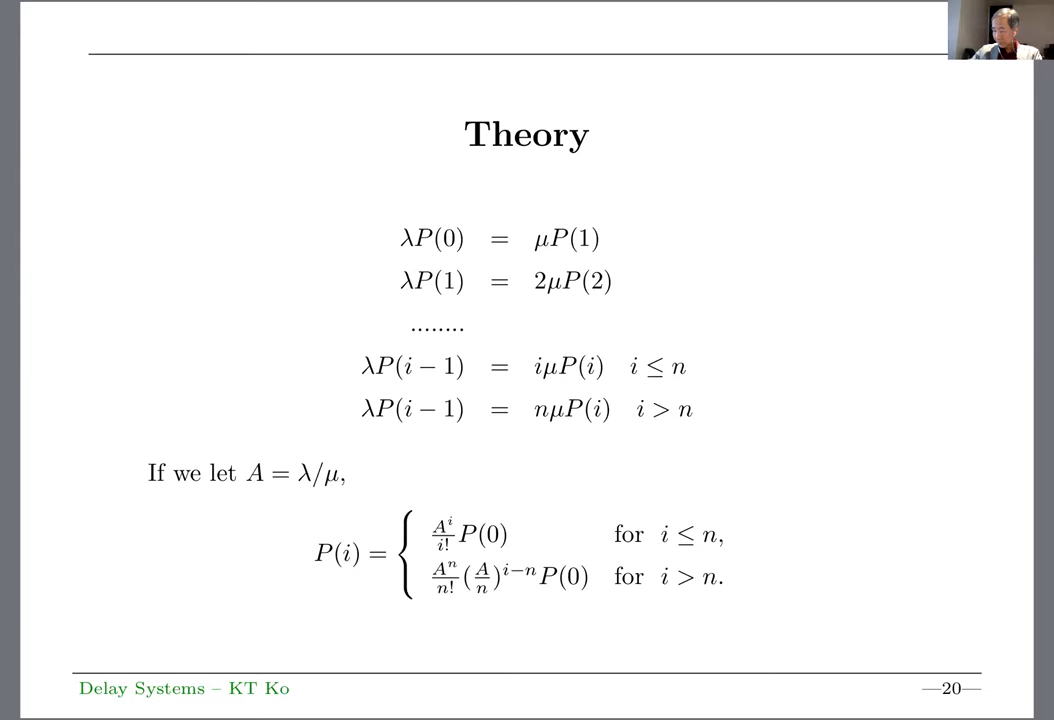 Theory
λP(0) = μP(1)
λP(1) = 2μP(2)
........
λP(i − 1) = iμP(i) i ≤ n
λP(i − 1) = nμP(i) i > n
If we let A = λ/μ,
P(i) = { A^i/i! P(0) for i ≤ n,
A^n/n! (A/n)^{i−n} P(0) for i > n.
Delay Systems – KT Ko —20—